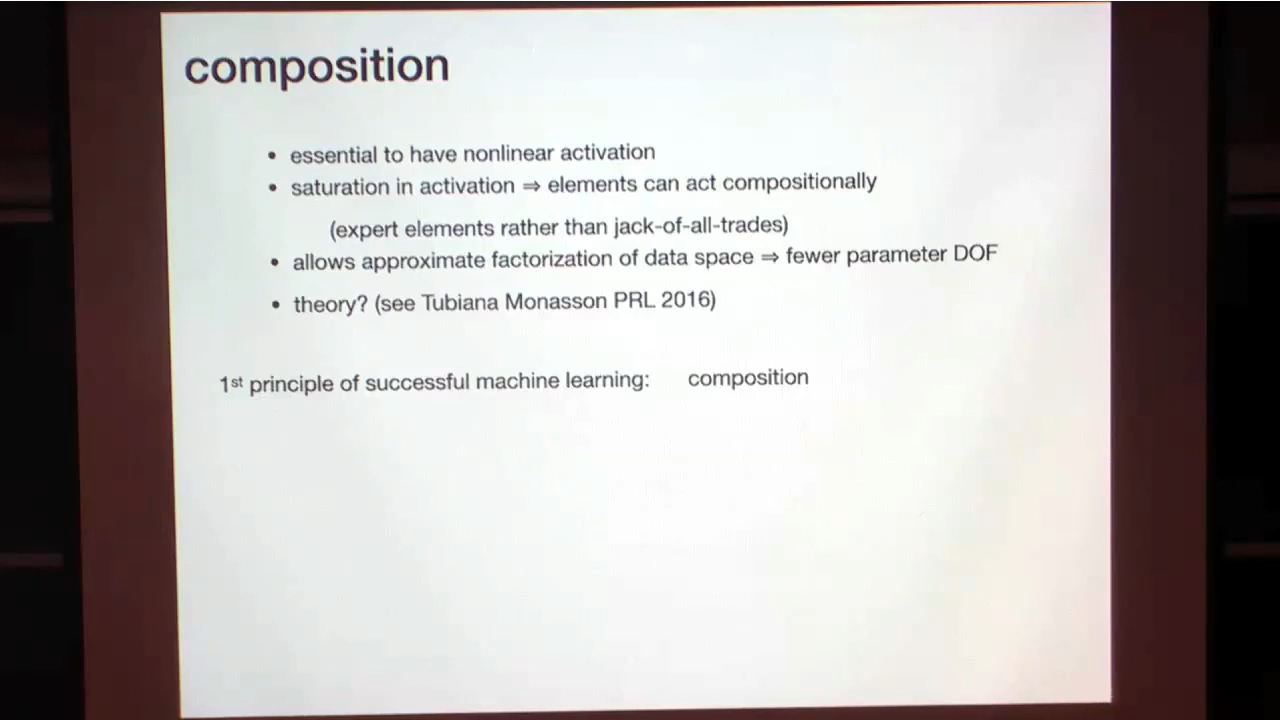 composition
• essential to have nonlinear activation
• saturation in activation ⇒ elements can act compositionally
(expert elements rather than jack-of-all-trades)
• allows approximate factorization of data space ⇒ fewer parameter DOF
• theory? (see Tubiana Monasson PRL 2016)
1st principle of successful machine learning: composition